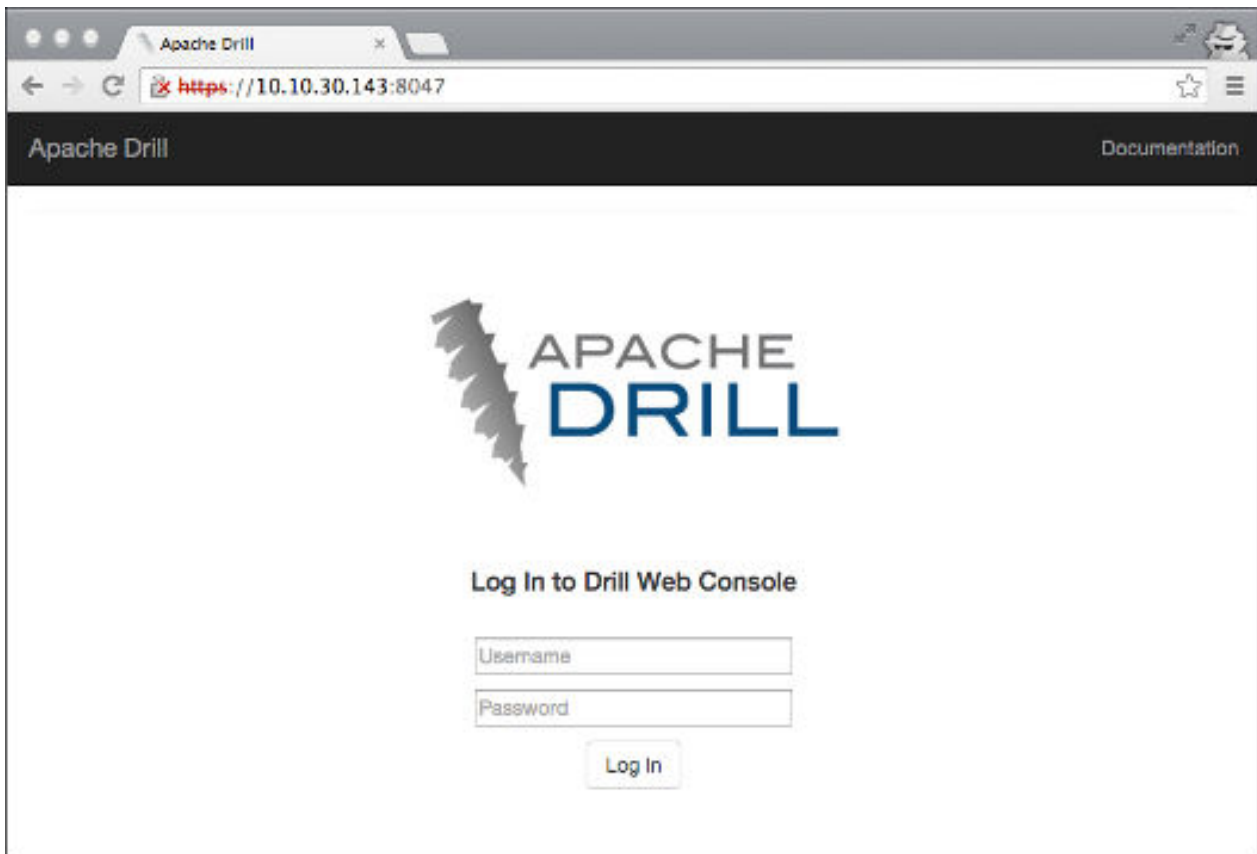 Apache Drill
https://10.10.30.143:8047
Apache Drill Documentation
APACHE
DRILL
Log In to Drill Web Console
Username
Password
Log In